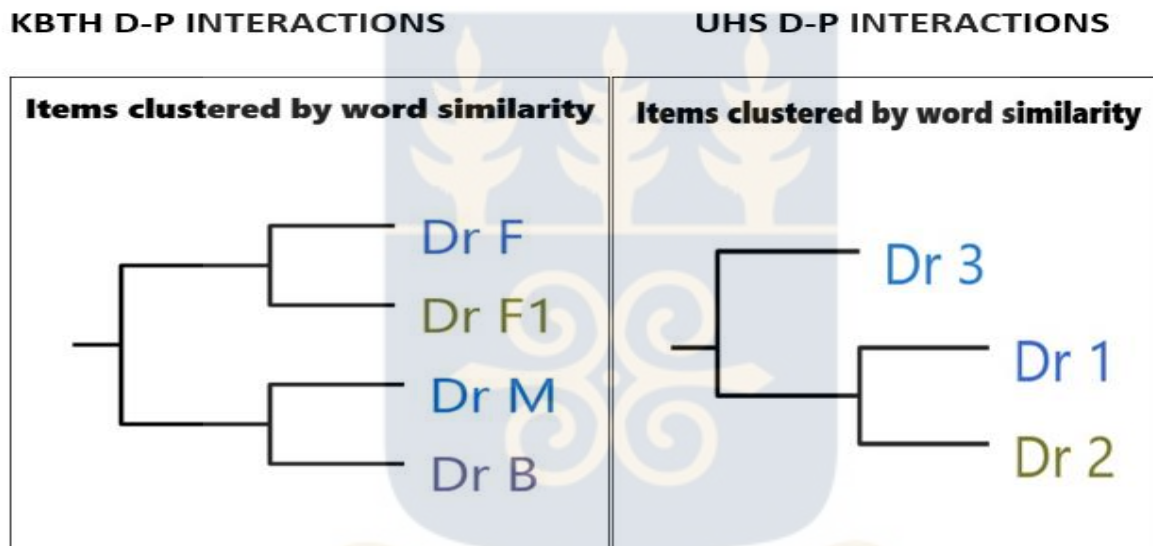 KBTH D-P INTERACTIONS
UHS D-P INTERACTIONS
Items clustered by word similarity
Dr F
Dr F1
Dr M
Dr B
Items clustered by word similarity
Dr 3
Dr 1
Dr 2